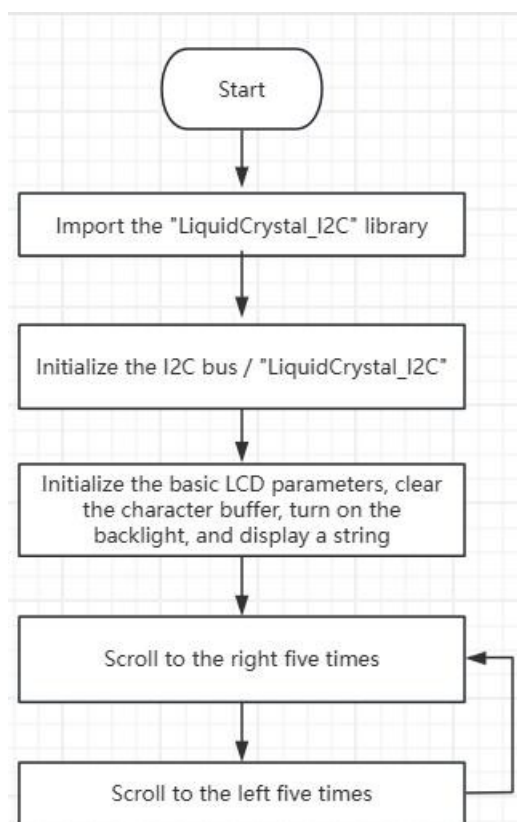 Start
Import the "LiquidCrystal_I2C" library
Initialize the I2C bus / "LiquidCrystal_I2C"
Initialize the basic LCD parameters, clear
the character buffer, turn on the
backlight, and display a string
Scroll to the right five times
Scroll to the left five times